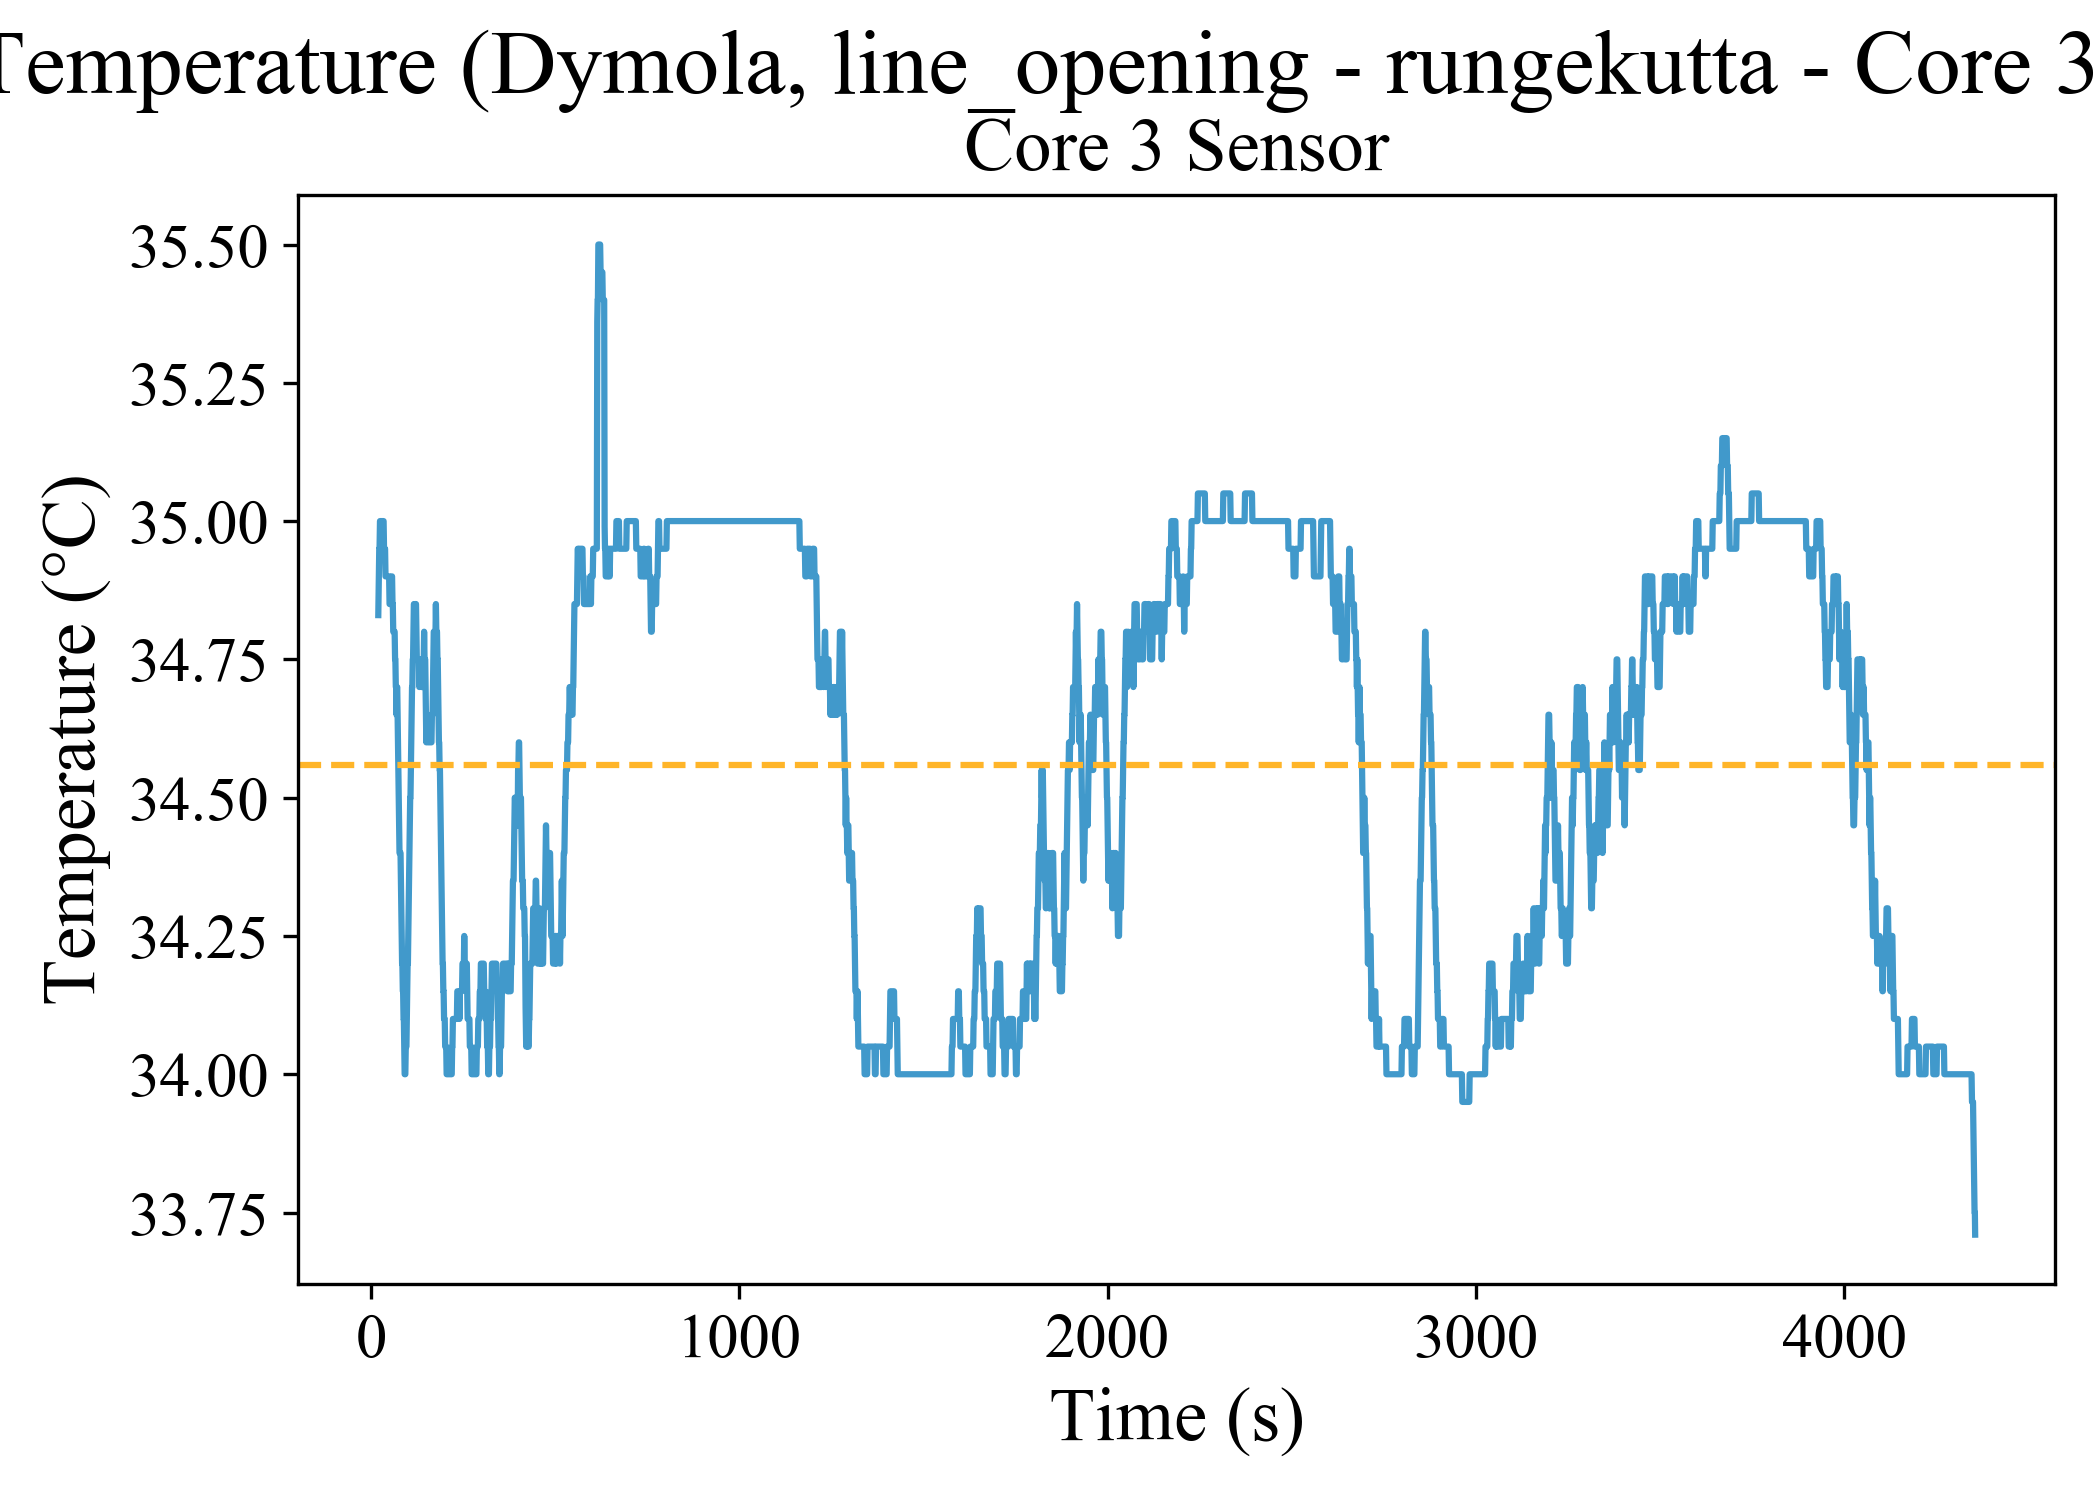 Temperature (Dymola, line_opening - rungekutta - Core 3
Core 3 Sensor
35.50
35.25
35.00
34.75
34.50
34.25
34.00
33.75
Temperature (°C)
0 1000 2000 3000 4000
Time (s)